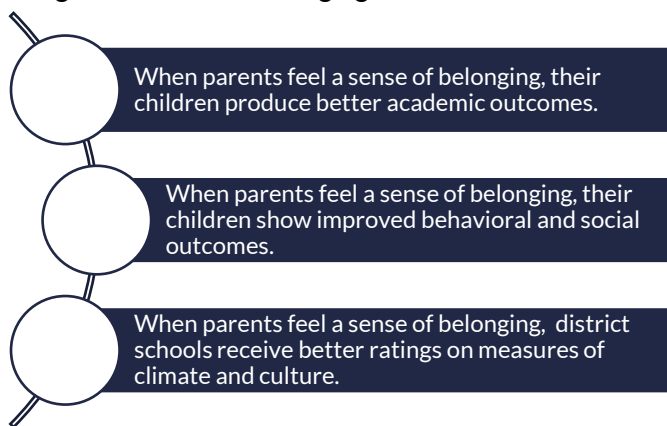 When parents feel a sense of belonging, their
children produce better academic outcomes.
When parents feel a sense of belonging, their
children show improved behavioral and social
outcomes.
When parents feel a sense of belonging, district
schools receive better ratings on measures of
climate and culture.